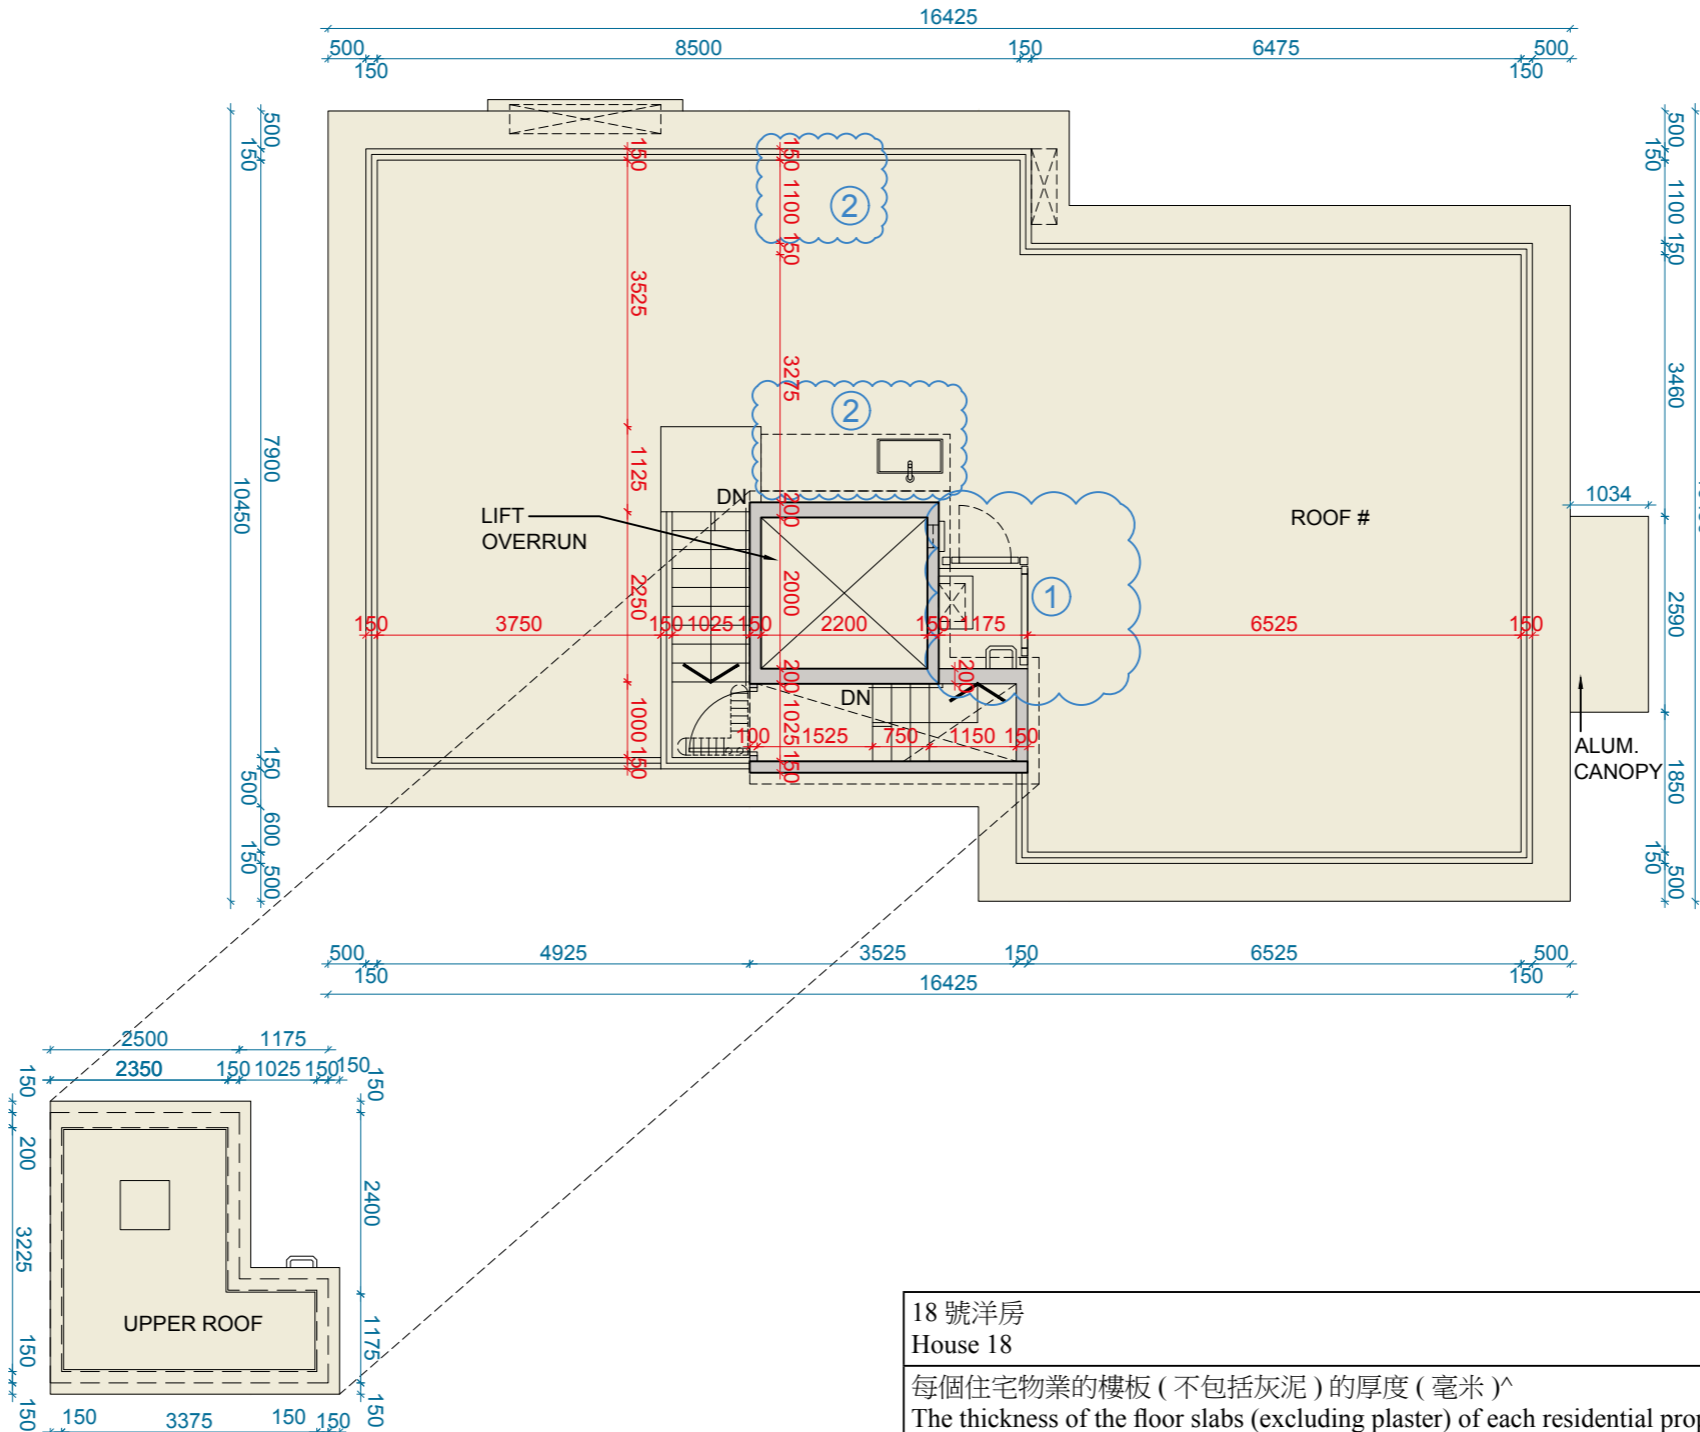 16425
500 8500 150 6475 500
150 150
500
150
7900
10450
150
500
600
150
500
500
150
1100
150
3460
2590
1850
150
500
1034
150
3525
1125
2250
1000
150
150
1100
150
3275
200
2000
200
1025
150
②
②
①
DN
LIFT
OVERRUN
ROOF #
150 3750 150 1025 150 2200 150 1175 6525 150
200
DN
100 1525 750 1150 150
ALUM.
CANOPY
500 4925 3525 150 6525 500
150 150
16425
2500 1175
2350 150 1025 150 150
150
200
3225
150
150
150
2400
1175
150
UPPER ROOF
150 3375 150 150
18 號洋房
House 18
每個住宅物業的樓板 ( 不包括灰泥 ) 的厚度 ( 毫米 )^
The thickness of the floor slabs (excluding plaster) of each residential